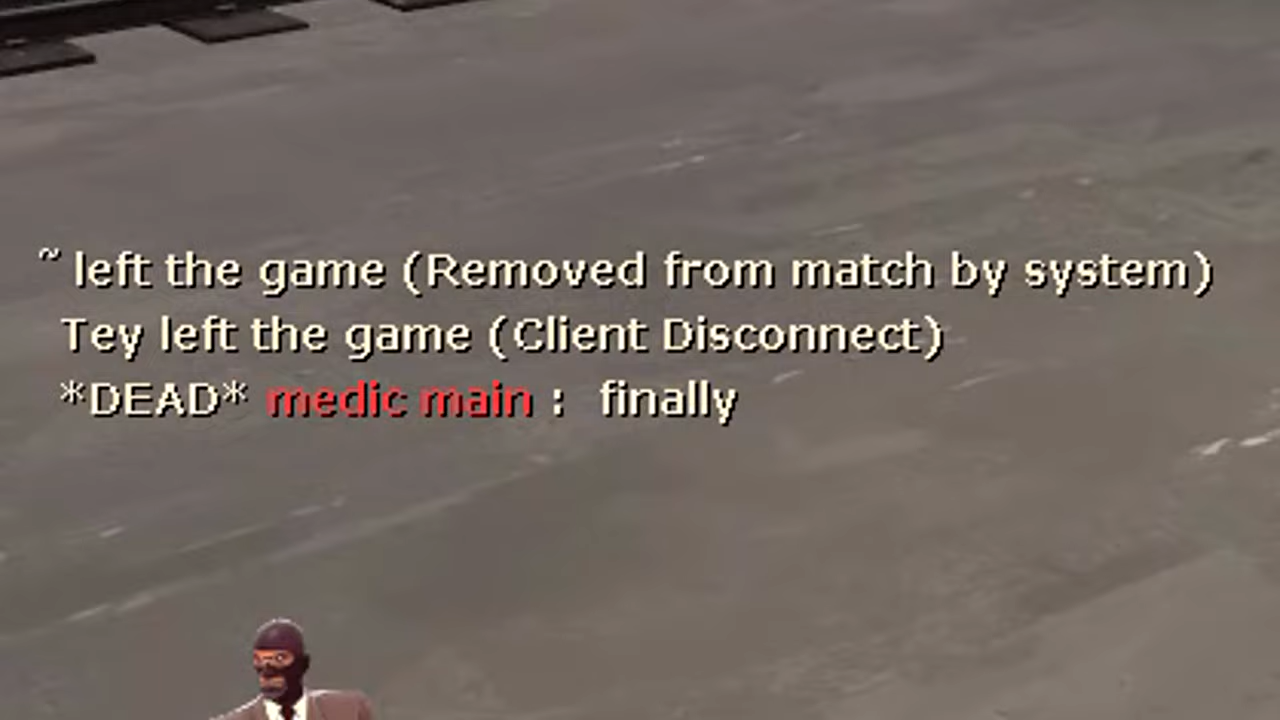 ~ left the game (Removed from match by system)
Tey left the game (Client Disconnect)
*DEAD* medic main :  finally